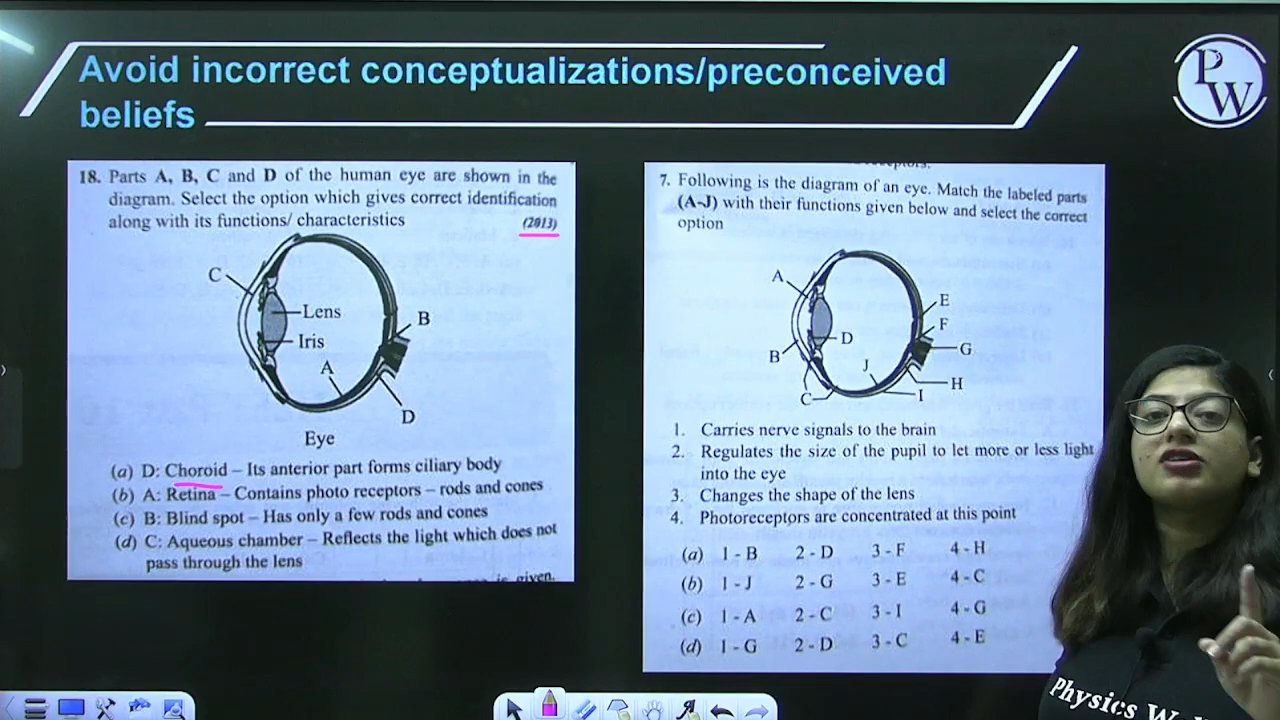 Avoid incorrect conceptualizations/preconceived
beliefs
PW
18. Parts A, B, C and D of the human eye are shown in the
diagram. Select the option which gives correct identification
along with its functions/ characteristics (2013)
C
Lens
B
Iris
A
D
Eye
(a) D: Choroid – Its anterior part forms ciliary body
(b) A: Retina – Contains photo receptors – rods and cones
(c) B: Blind spot – Has only a few rods and cones
(d) C: Aqueous chamber – Reflects the light which does not
pass through the lens
is given.
7. Following is the diagram of an eye. Match the labeled parts
(A-J) with their functions given below and select the correct
option
A
E
F
D
G
B
J
H
C
I
1. Carries nerve signals to the brain
2. Regulates the size of the pupil to let more or less light
into the eye
3. Changes the shape of the lens
4. Photoreceptors are concentrated at this point
(a) 1 - B 2 - D 3 - F 4 - H
(b) 1 - J 2 - G 3 - E 4 - C
(c) 1 - A 2 - C 3 - I 4 - G
(d) 1 - G 2 - D 3 - C 4 - E
Physics